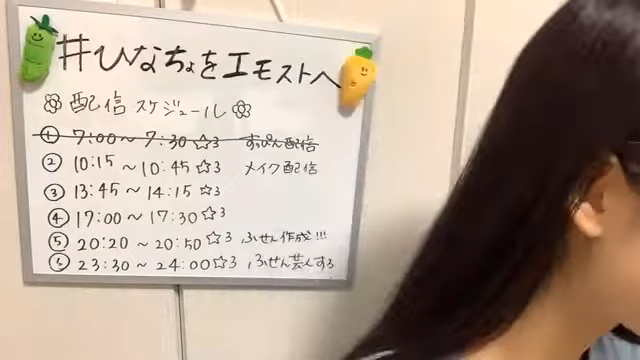 #ひなちょをエモストへ
配信スケジュール
① 7:00~7:30☆3 すっぴん配信
② 10:15~10:45☆3 メイク配信
③ 13:45~14:15☆3
④ 17:00~17:30☆3
⑤ 20:20~20:50☆3 ふせん作成!!!
⑥ 23:30~24:00☆3 ふせん芸人する